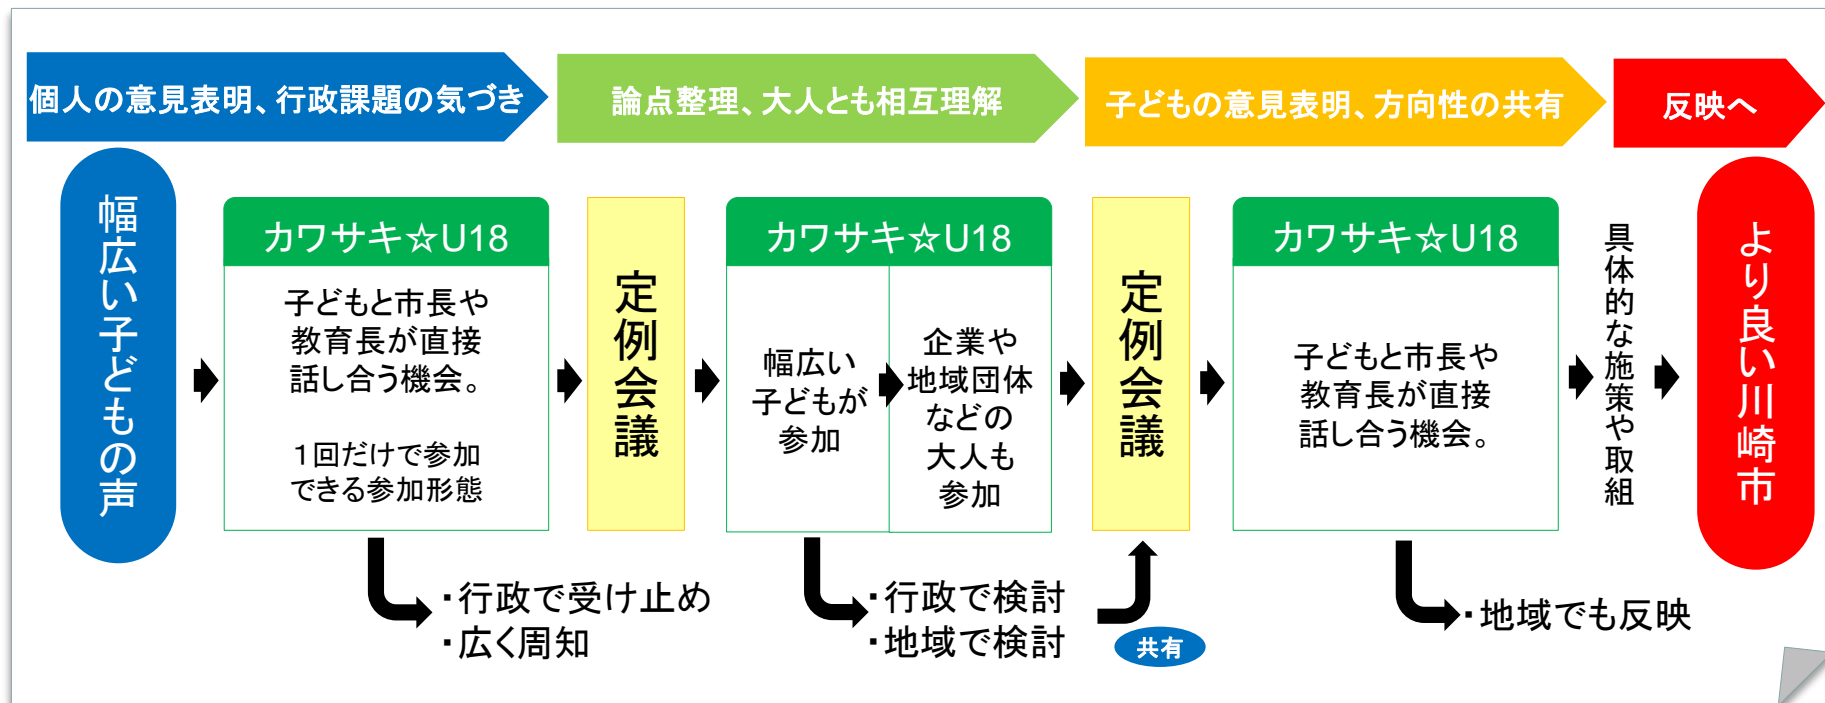 個人の意見表明、行政課題の気づき
論点整理、大人とも相互理解
子どもの意見表明、方向性の共有
反映へ
幅広い子どもの声
カワサキ☆U18
子どもと市長や
教育長が直接
話し合う機会。
１回だけで参加
できる参加形態
・行政で受け止め
・広く周知
定例会議
カワサキ☆U18
幅広い
子どもが
参加
企業や
地域団体
などの
大人も
参加
・行政で検討
・地域で検討
共有
定例会議
カワサキ☆U18
子どもと市長や
教育長が直接
話し合う機会。
・地域でも反映
具体的な施策や取組
より良い川崎市